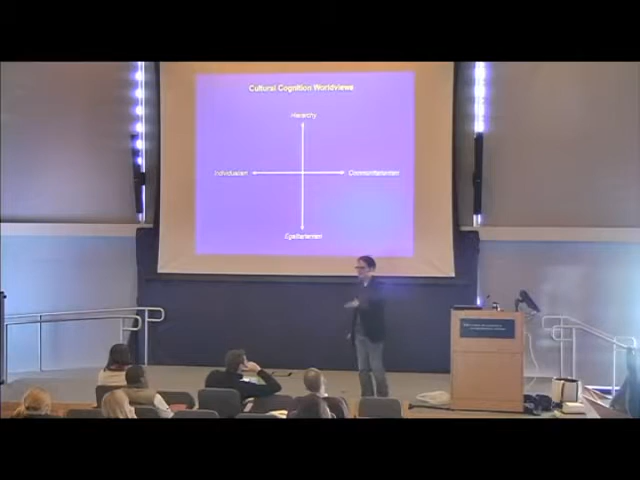 Cultural Cognition Worldviews
Hierarchy
Individualism
Communitarianism
Egalitarianism